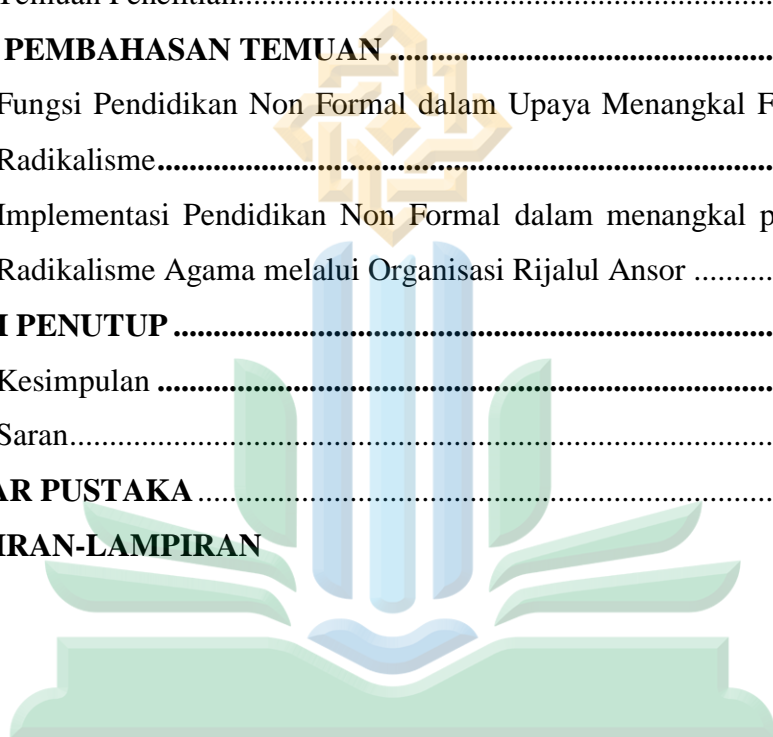 Temuan Penelitian...............................................................................
PEMBAHASAN TEMUAN ......................................................
Fungsi Pendidikan Non Formal dalam Upaya Menangkal F
Radikalisme.........................................................................................
Implementasi Pendidikan Non Formal dalam menangkal p
Radikalisme Agama melalui Organisasi Rijalul Ansor ...........
I PENUTUP ....................................................................................
Kesimpulan .........................................................................................
Saran....................................................................................................
AR PUSTAKA .................................................................................
IRAN-LAMPIRAN